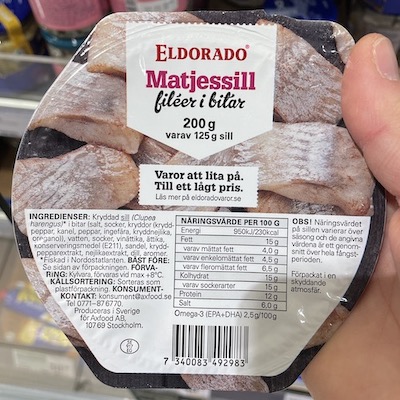 ELDORADO®
Matjessill
filéer i bitar
200 g
varav 125 g sill
Varor att lita på.
Till ett lågt pris.
Läs mer på eldoradovaror.se
INGREDIENSER: Kryddad sill (Clupea
harengus)* i bitar (salt, socker, kryddor (krydd-
peppar, kanel, peppar, ingefära, kryddnejlika,
organo)), vatten, socker, vinättika, ättika,
konserveringsmedel (E211), sandel, krydd-
pepparextrakt, nejlikaextrakt, dill, aromer.
*Fiskad i Nordostatlanten. BÄST FÖRE:
Se sidan av förpackningen. FÖRVA-
RING: Kylvara, förvaras vid max +8°C.
KÄLLSORTERING: Sorteras som
plastförpackning. KONSUMENT-
KONTAKT: konsument@axfood.se
Tel 0771-87 67 70.
Produceras i Sverige
för Axfood AB,
107 69 Stockholm.
NÄRINGSVÄRDE PER 100 G
Energi 950kJ/230kcal
Fett 15 g
varav mättat fett 4,0 g
varav enkelomättat fett 4,5 g
varav fleromättat fett 6,5 g
Kolhydrat 15 g
varav sockerarter 15 g
Protein 12 g
Salt 6,0 g
Omega-3 (EPA+DHA) 2,5 g/100g
OBS! Näringsvärdet
på sillen varierar över
säsong och de angivna
värdena är ett genom-
snitt över hela fångst-
perioden.
Förpackat i en
skyddande
atmosfär.
7 340083 492983